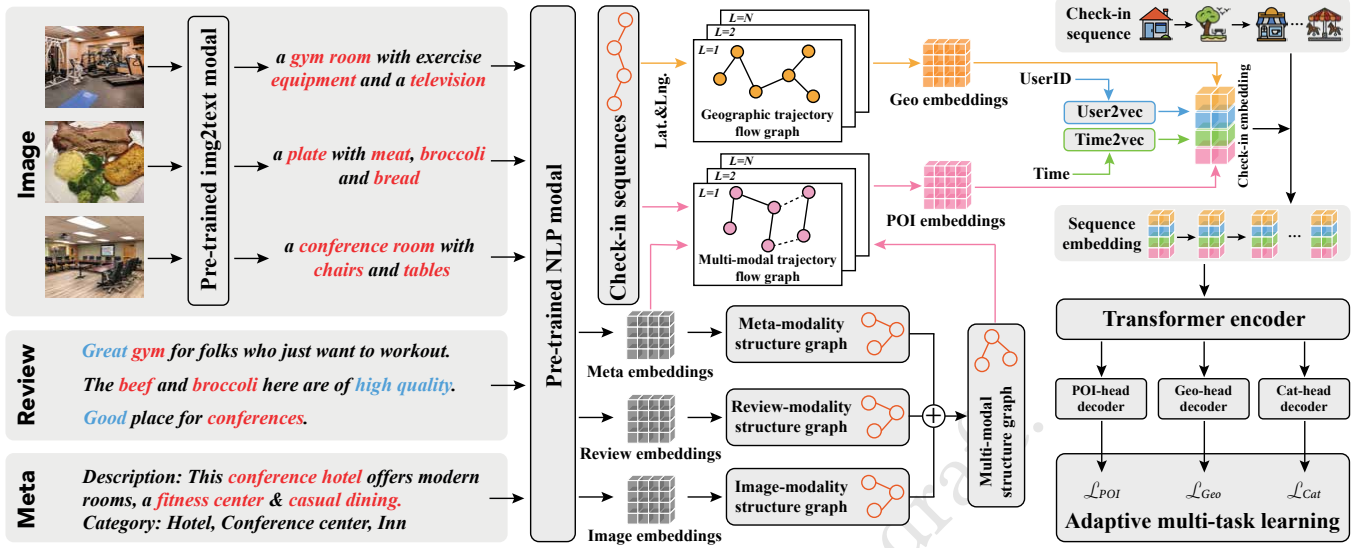 Image
Pre-trained img2text modal
a gym room with exercise
equipment and a television
a plate with meat, broccoli
and bread
a conference room with
chairs and tables
Review
Great gym for folks who just want to workout.
The beef and broccoli here are of high quality.
Good place for conferences.
Meta
Description: This conference hotel offers modern
rooms, a fitness center & casual dining.
Category: Hotel, Conference center, Inn
Pre-trained NLP modal
Check-in sequences
Lat.&Lng.
L=N
L=2
L=1
Geographic trajectory
flow graph
Geo embeddings
L=N
L=2
L=1
Multi-modal trajectory
flow graph
POI embeddings
Meta embeddings
Meta-modality
structure graph
Review embeddings
Review-modality
structure graph
Image embeddings
Image-modality
structure graph
Multi-modal
structure graph
Check-in
sequence
UserID
User2vec
Time2vec
Time
Check-in embedding
Sequence
embedding
Transformer encoder
POI-head
decoder
Geo-head
decoder
Cat-head
decoder
ℒPOI
ℒGeo
ℒCat
Adaptive multi-task learning